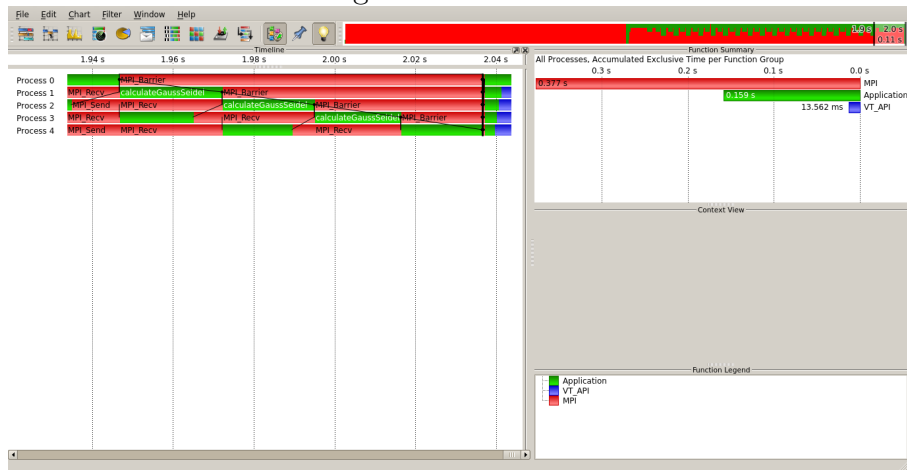 File Edit Chart Filter Window Help
1.9 s 2.0 s
0.11 s
Timeline
1.94 s 1.96 s 1.98 s 2.00 s 2.02 s 2.04 s
Process 0 MPI_Barrier
Process 1 MPI_Recv calculateGaussSeidel MPI_Barrier
Process 2 MPI_Send MPI_Recv calculateGaussSeidel MPI_Barrier
Process 3 MPI_Recv MPI_Recv calculateGaussSeidel MPI_Barrier
Process 4 MPI_Send MPI_Recv MPI_Recv
Function Summary
All Processes, Accumulated Exclusive Time per Function Group
0.3 s 0.2 s 0.1 s 0.0 s
0.377 s MPI
0.159 s Application
13.562 ms VT_API
Context View
Function Legend
Application
VT_API
MPI